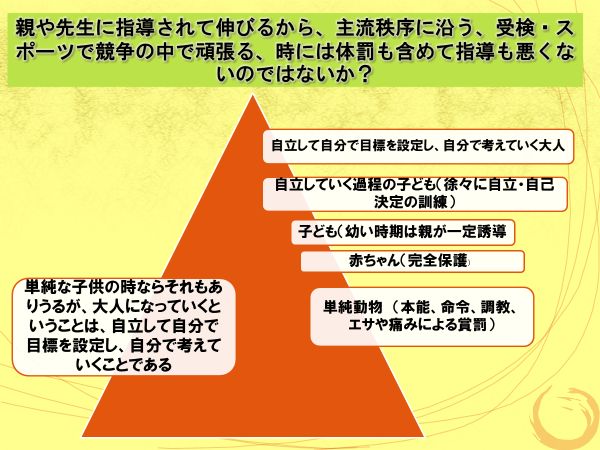 親や先生に指導されて伸びるから、主流秩序に沿う、受検・ス
ポーツで競争の中で頑張る、時には体罰も含めて指導も悪くな
いのではないか？
自立して自分で目標を設定し、自分で考えていく大人
自立していく過程の子ども（徐々に自立・自己
決定の訓練）
子ども（幼い時期は親が一定誘導
赤ちゃん（完全保護）
単純動物（本能、命令、調教、
エサや痛みによる賞罰）
単純な子供の時ならそれもあ
りうるが、大人になっていくと
いうことは、自立して自分で
目標を設定し、自分で考えて
いくことである